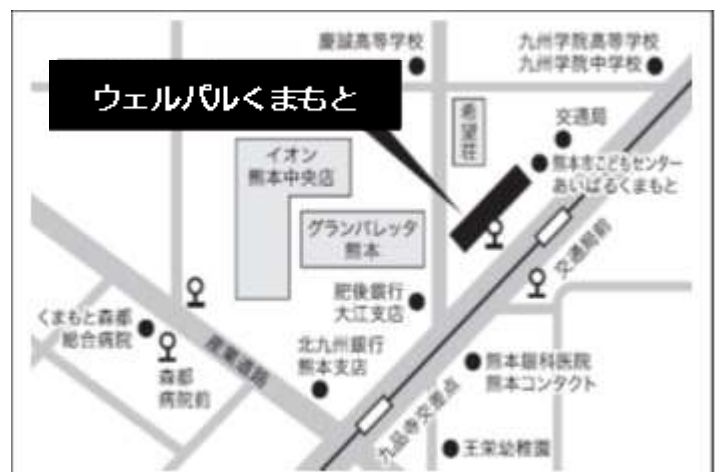 慶誠高等学校
九州学院高等学校
九州学院中学校
ウェルパルくまもと
希望荘
交通局
イオン
熊本中央店
熊本市こどもセンター
あいぱるくまもと
グランパレッタ
熊本
交通局前
肥後銀行
大江支店
くまもと森都
総合病院
森都
病院前
産業道路
北九州銀行
熊本支店
熊本眼科医院
熊本コンタクト
九品寺交差点
王栄幼稚園